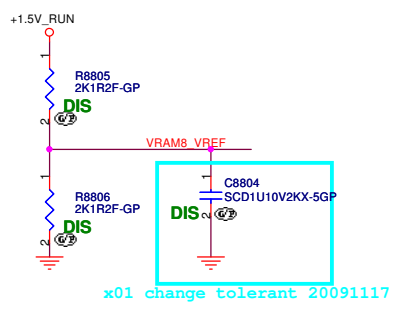 +1.5V_RUN
1
R8805
2K1R2F-GP
DIS
2
G/P
VRAM8_VREF
1
R8806
2K1R2F-GP
DIS
2
G/P
1
C8804
SCD1U10V2KX-5GP
DIS
2
G/P
x01 change tolerant 20091117